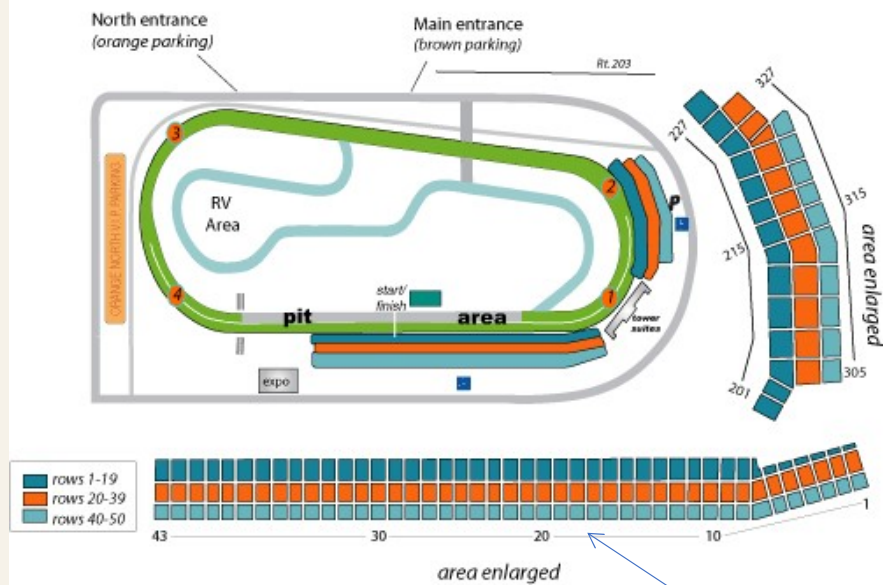 North entrance
(orange parking)
Main entrance
(brown parking)
Rt. 203
327
227
3
2
P
RV
Area
ORANGE NORTH V.I.P. PARKING
315
215
area enlarged
4
start/
finish
1
pit area
tower
suites
expo
305
201
rows 1-19
rows 20-39
rows 40-50
43 30 20 10 1
area enlarged